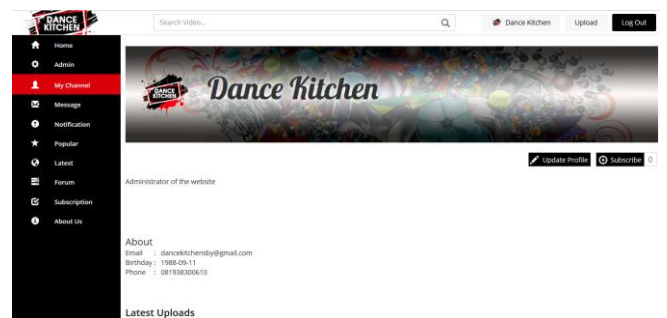 DANCE
KITCHEN
Search Video...
Dance Kitchen
Upload
Log Out
Home
Admin
My Channel
Message
Notification
Popular
Latest
Forum
Subscription
About Us
DANCE
KITCHEN
Dance Kitchen
Update Profile
Subscribe 0
Administrator of the website
About
Email : dancekitchensby@gmail.com
Birthday : 1988-09-11
Phone : 081938300610
Latest Uploads